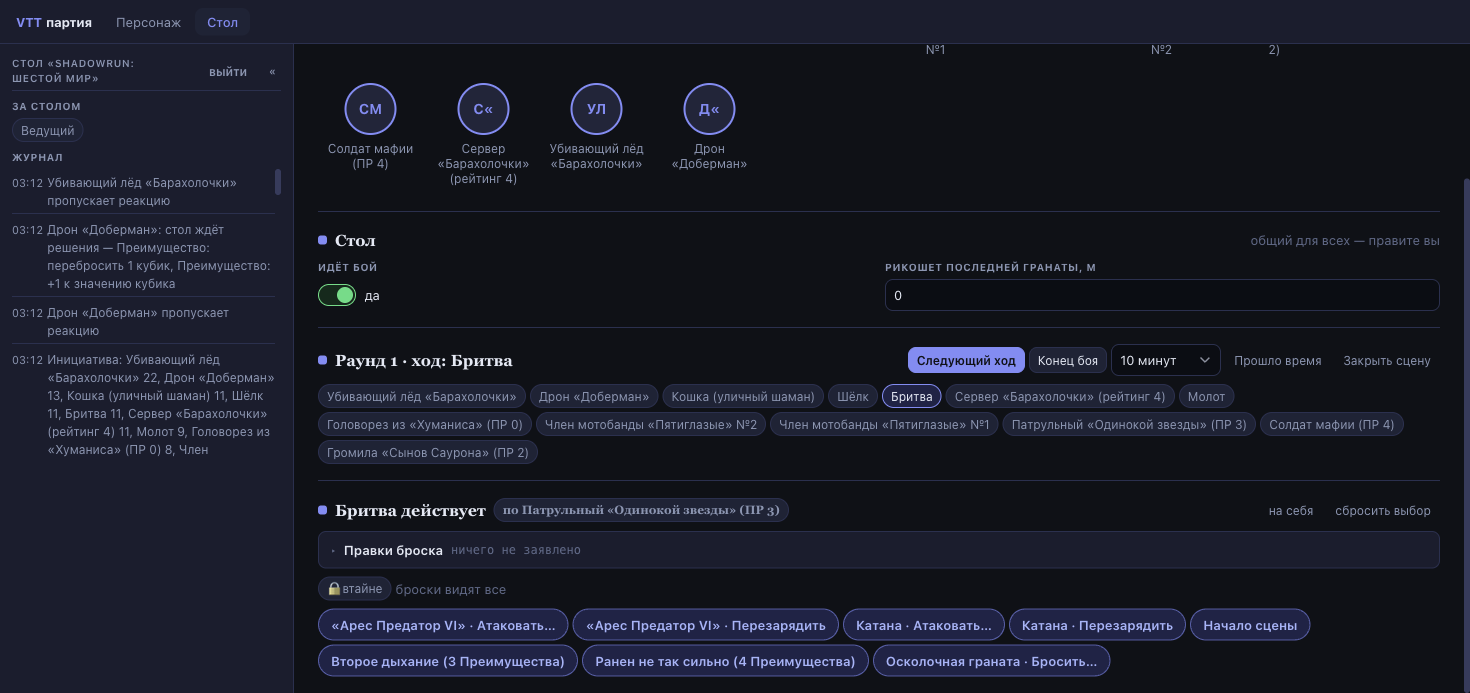 VTT партия Персонаж Стол
СТОЛ «SHADOWRUN:
ШЕСТОЙ МИР»
выйти «
ЗА СТОЛОМ
Ведущий
ЖУРНАЛ
03:12 Убивающий лёд «Барахолочки»
пропускает реакцию
03:12 Дрон «Доберман»: стол ждёт
решения — Преимущество:
перебросить 1 кубик, Преимущество:
+1 к значению кубика
03:12 Дрон «Доберман» пропускает
реакцию
03:12 Инициатива: Убивающий лёд
«Барахолочки» 22, Дрон «Доберман»
13, Кошка (уличный шаман) 11, Шёлк
11, Бритва 11, Сервер «Барахолочки»
(рейтинг 4) 11, Молот 9, Головорез из
«Хуманиса» (ПР 0) 8, Член
№1 №2 2)
СМ С« УЛ Д«
Солдат мафии
(ПР 4)
Сервер
«Барахолочки»
(рейтинг 4)
Убивающий лёд
«Барахолочки»
Дрон
«Доберман»
Стол
общий для всех — правите вы
ИДЁТ БОЙ
да
РИКОШЕТ ПОСЛЕДНЕЙ ГРАНАТЫ, М
0
Раунд 1 · ход: Бритва
Следующий ход Конец боя 10 минут Прошло время Закрыть сцену
Убивающий лёд «Барахолочки» Дрон «Доберман» Кошка (уличный шаман) Шёлк Бритва Сервер «Барахолочки» (рейтинг 4) Молот
Головорез из «Хуманиса» (ПР 0) Член мотобанды «Пятиглазые» №2 Член мотобанды «Пятиглазые» №1 Патрульный «Одинокой звезды» (ПР 3) Солдат мафии (ПР 4)
Громила «Сынов Саурона» (ПР 2)
Бритва действует по Патрульный «Одинокой звезды» (ПР 3) на себя сбросить выбор
· Правки броска ничего не заявлено
🔒втайне броски видят все
«Арес Предатор VI» · Атаковать... «Арес Предатор VI» · Перезарядить Катана · Атаковать... Катана · Перезарядить Начало сцены
Второе дыхание (3 Преимущества) Ранен не так сильно (4 Преимущества) Осколочная граната · Бросить...